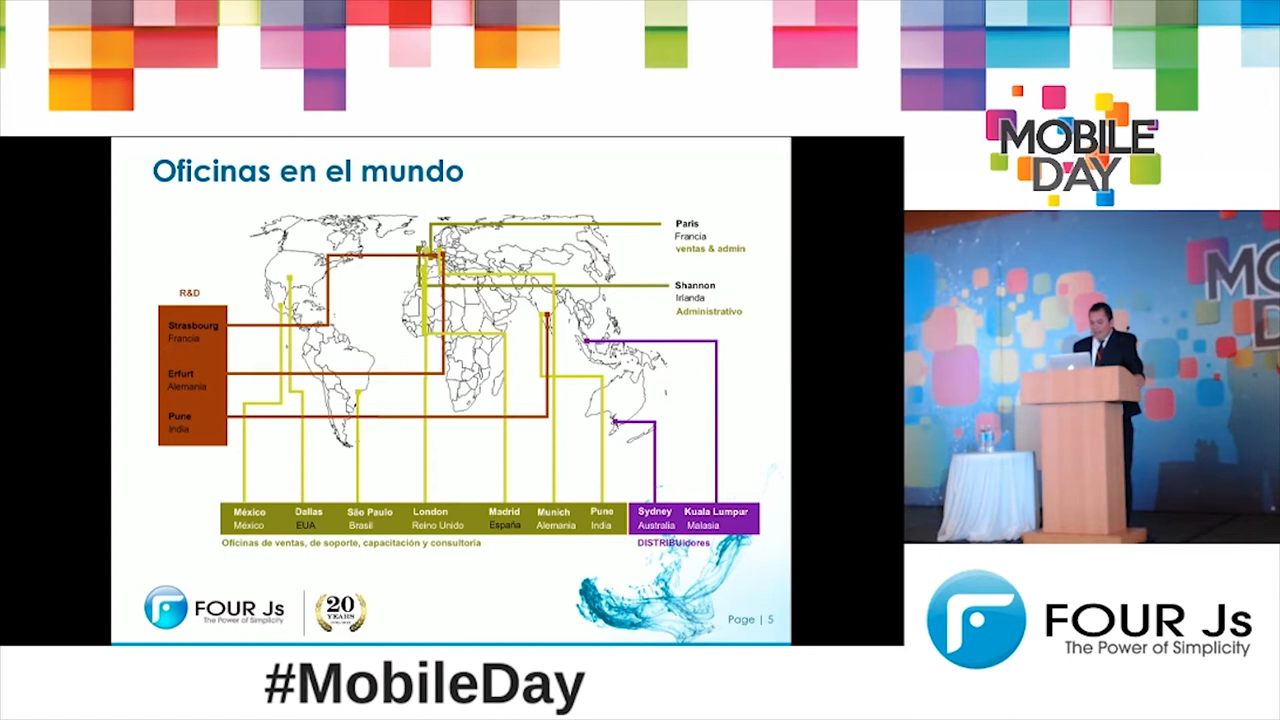 MOBILE
DAY
Oficinas en el mundo
Paris
Francia
ventas & admin
Shannon
Irlanda
Administrativo
R&D
Strasbourg
Francia
Erfurt
Alemania
Pune
India
México
México
Dallas
EUA
São Paulo
Brasil
London
Reino Unido
Madrid
España
Munich
Alemania
Pune
India
Sydney
Australia
Kuala Lumpur
Malasia
Oficinas de ventas, de soporte, capacitación y consultoría
DISTRIBUidores
FOUR Js
The Power of Simplicity
20
YEARS
Page | 5
MO
D
FOUR Js
The Power of Simplicity
#MobileDay